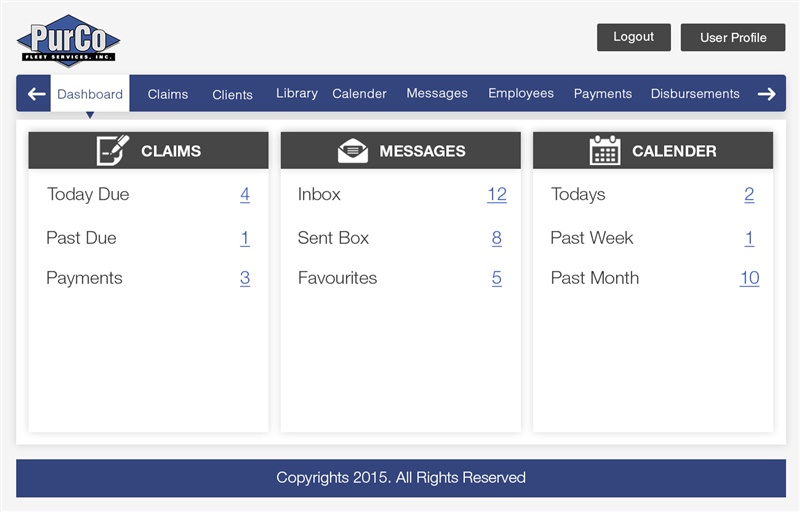 PurCo
FLEET SERVICES, INC.
Logout
User Profile
Dashboard Claims Clients Library Calender Messages Employees Payments Disbursements
CLAIMS
Today Due 4
Past Due 1
Payments 3
MESSAGES
Inbox 12
Sent Box 8
Favourites 5
CALENDER
Todays 2
Past Week 1
Past Month 10
Copyrights 2015. All Rights Reserved